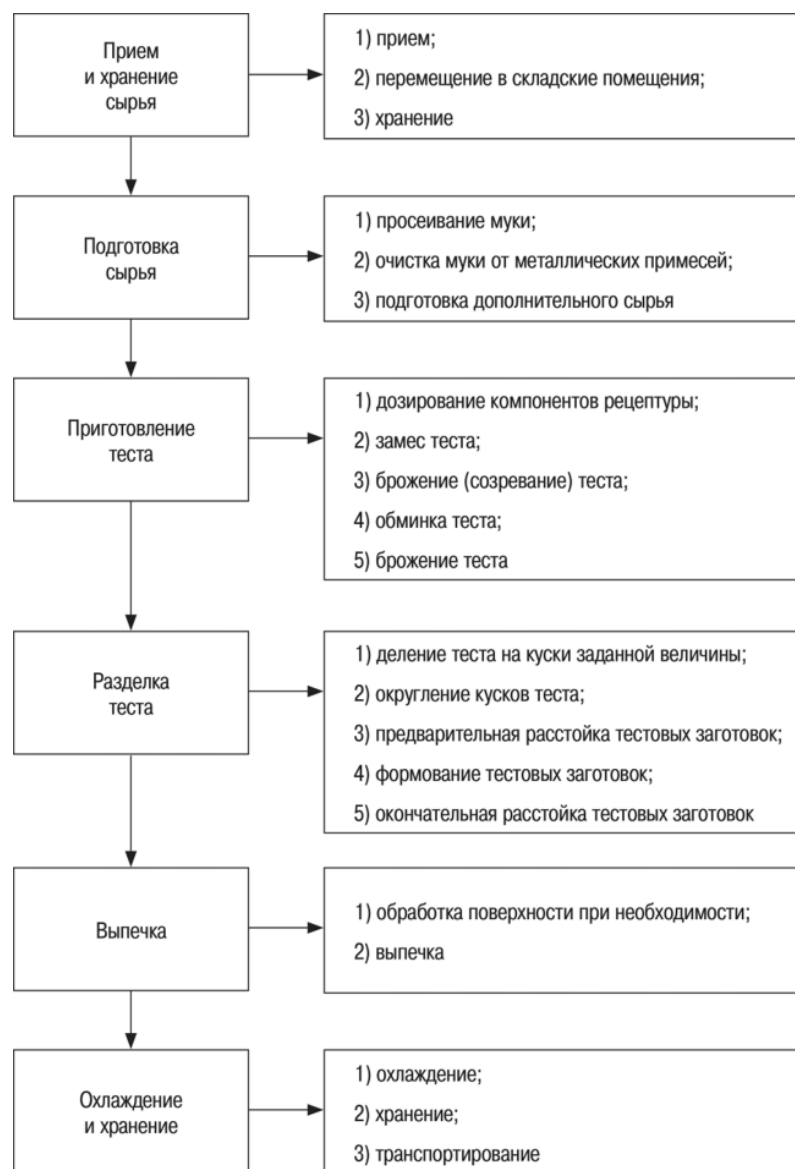 Прием
и хранение
сырья
1) прием;
2) перемещение в складские помещения;
3) хранение
Подготовка
сырья
1) просеивание муки;
2) очистка муки от металлических примесей;
3) подготовка дополнительного сырья
Приготовление
теста
1) дозирование компонентов рецептуры;
2) замес теста;
3) брожение (созревание) теста;
4) обминка теста;
5) брожение теста
Разделка
теста
1) деление теста на куски заданной величины;
2) округление кусков теста;
3) предварительная расстойка тестовых заготовок;
4) формование тестовых заготовок;
5) окончательная расстойка тестовых заготовок
Выпечка
1) обработка поверхности при необходимости;
2) выпечка
Охлаждение
и хранение
1) охлаждение;
2) хранение;
3) транспортирование